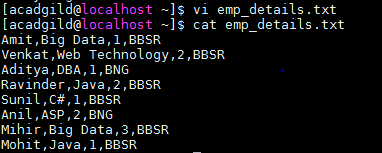 [acadgild@localhost ~]$ vi emp_details.txt
[acadgild@localhost ~]$ cat emp_details.txt
Amit,Big Data,1,BBSR
Venkat,Web Technology,2,BBSR
Aditya,DBA,1,BNG
Ravinder,Java,2,BBSR
Sunil,C#,1,BBSR
Anil,ASP,2,BNG
Mihir,Big Data,3,BBSR
Mohit,Java,1,BBSR